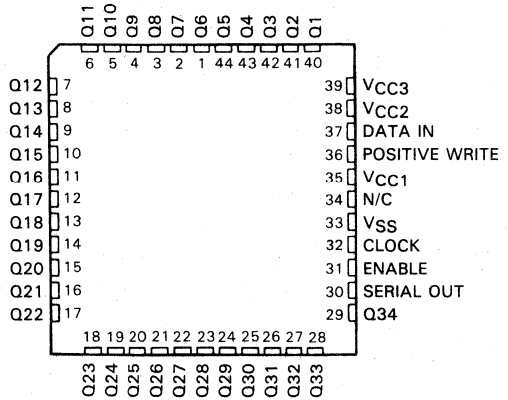 Q11 Q10 Q9 Q8 Q7 Q6 Q5 Q4 Q3 Q2 Q1
6 5 4 3 2 1 44 43 42 41 40
Q12 7
Q13 8
Q14 9
Q15 10
Q16 11
Q17 12
Q18 13
Q19 14
Q20 15
Q21 16
Q22 17
39 VCC3
38 VCC2
37 DATA IN
36 POSITIVE WRITE
35 VCC1
34 N/C
33 VSS
32 CLOCK
31 ENABLE
30 SERIAL OUT
29 Q34
18 19 20 21 22 23 24 25 26 27 28
Q23 Q24 Q25 Q26 Q27 Q28 Q29 Q30 Q31 Q32 Q33